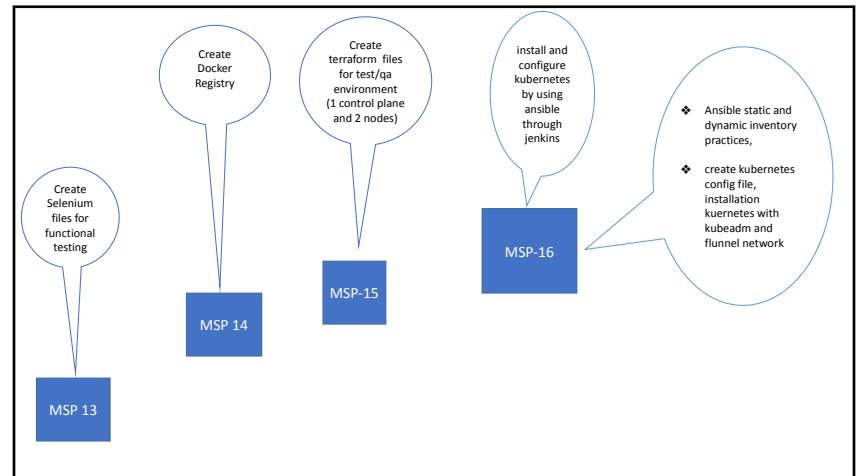 Create
Selenium
files for
functional
testing
MSP 13
Create
Docker
Registry
MSP 14
Create
terraform files
for test/qa
environment
(1 control plane
and 2 nodes)
MSP-15
install and
configure
kubernetes
by using
ansible
through
jenkins
MSP-16
❖ Ansible static and
dynamic inventory
practices,
❖ create kubernetes
config file,
installation
kuernetes with
kubeadm and
flunnel network